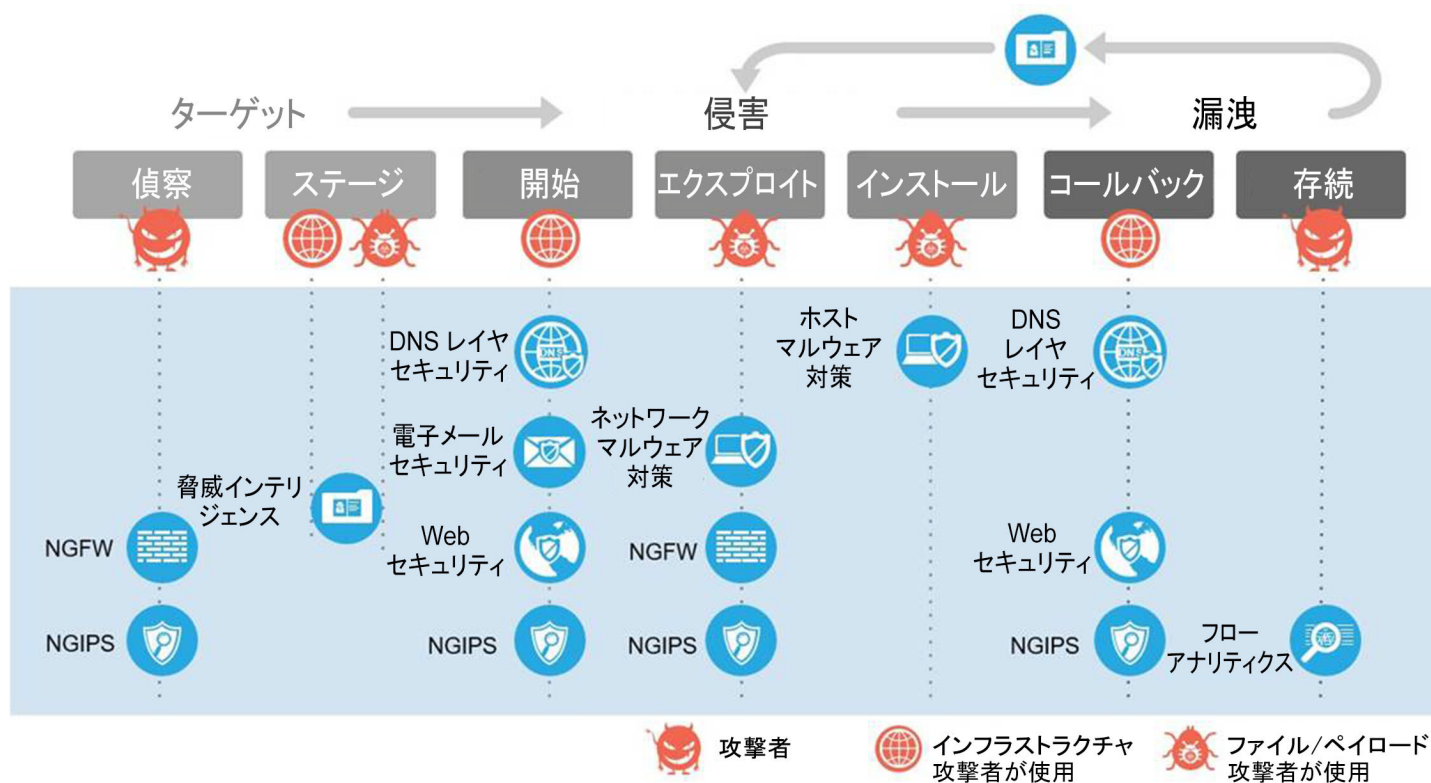 ターゲット
侵害
漏洩
偵察
ステージ
開始
エクスプロイト
インストール
コールバック
存続
DNS レイヤ
セキュリティ
ホスト
マルウェア
対策
DNS
レイヤ
セキュリティ
電子メール
セキュリティ
ネットワーク
マルウェア
対策
脅威インテリ
ジェンス
NGFW
Web
セキュリティ
NGFW
Web
セキュリティ
NGIPS
NGIPS
NGIPS
NGIPS
フロー
アナリティクス
DNS
DNS
攻撃者
インフラストラクチャ
攻撃者が使用
ファイル/ペイロード
攻撃者が使用